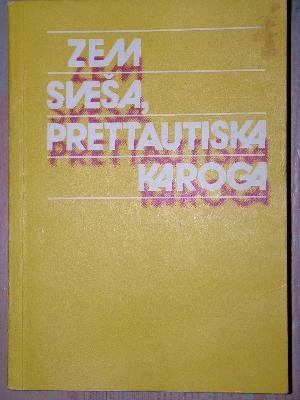 ZEM
SVEŠA,
PRETTAUTISKA
KAROGA